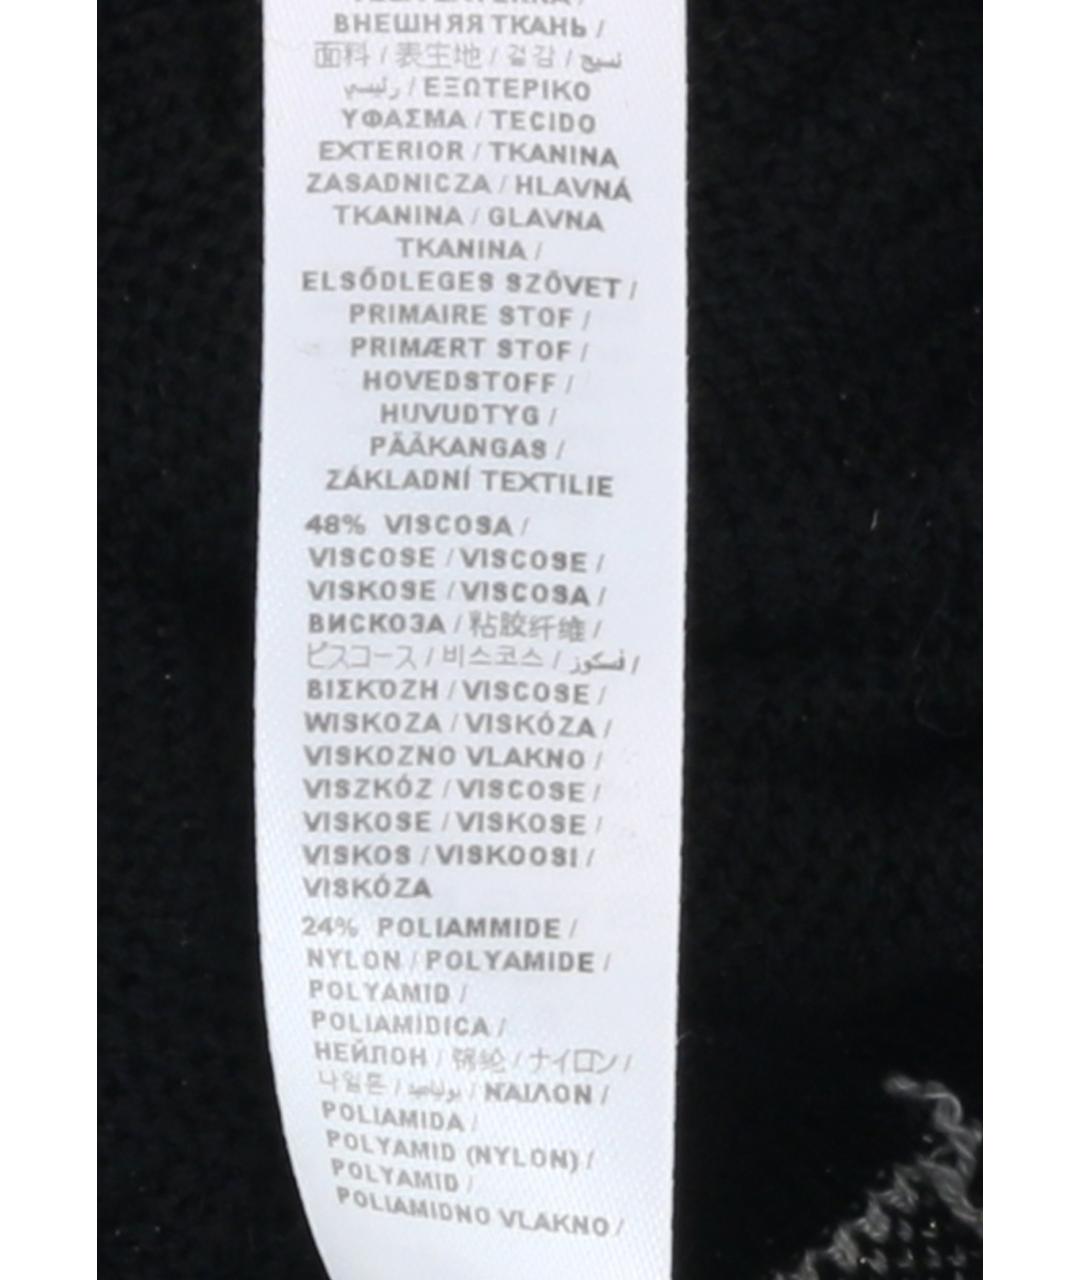 ВНЕШНЯЯ ТКАНЬ /
面料 / 表生地 / 겉감 / نسيج
رئيسي / ΕΞΩΤΕΡΙΚΟ
ΥΦΑΣΜΑ / TECIDO
EXTERIOR / TKANINA
ZASADNICZA / HLAVNÁ
TKANINA / GLAVNA
TKANINA /
ELSŐDLEGES SZÖVET /
PRIMAIRE STOF /
PRIMÆRT STOF /
HOVEDSTOFF /
HUVUDTYG /
PÄÄKANGAS /
ZÁKLADNÍ TEXTILIE
48% VISCOSA /
VISCOSE / VISCOSE /
VISKOSE / VISCOSA /
ВИСКОЗА / 粘胶纤维 /
ビスコース / 비스코스 / فسكوز /
ΒΙΣΚΌΖΗ / VISCOSE /
WISKOZA / VISKÓZA /
VISKOZNO VLAKNO /
VISZKÓZ / VISCOSE /
VISKOSE / VISKOSE /
VISKOS / VISKOOSI /
VISKÓZA
24% POLIAMMIDE /
NYLON / POLYAMIDE /
POLYAMID /
POLIAMIDICA /
НЕЙЛОН / 锦纶 / ナイロン /
나일론 / بولياميد / ΝΆΙΛΟΝ /
POLIAMIDA /
POLYAMID (NYLON) /
POLYAMID /
POLIAMIDNO VLAKNO /